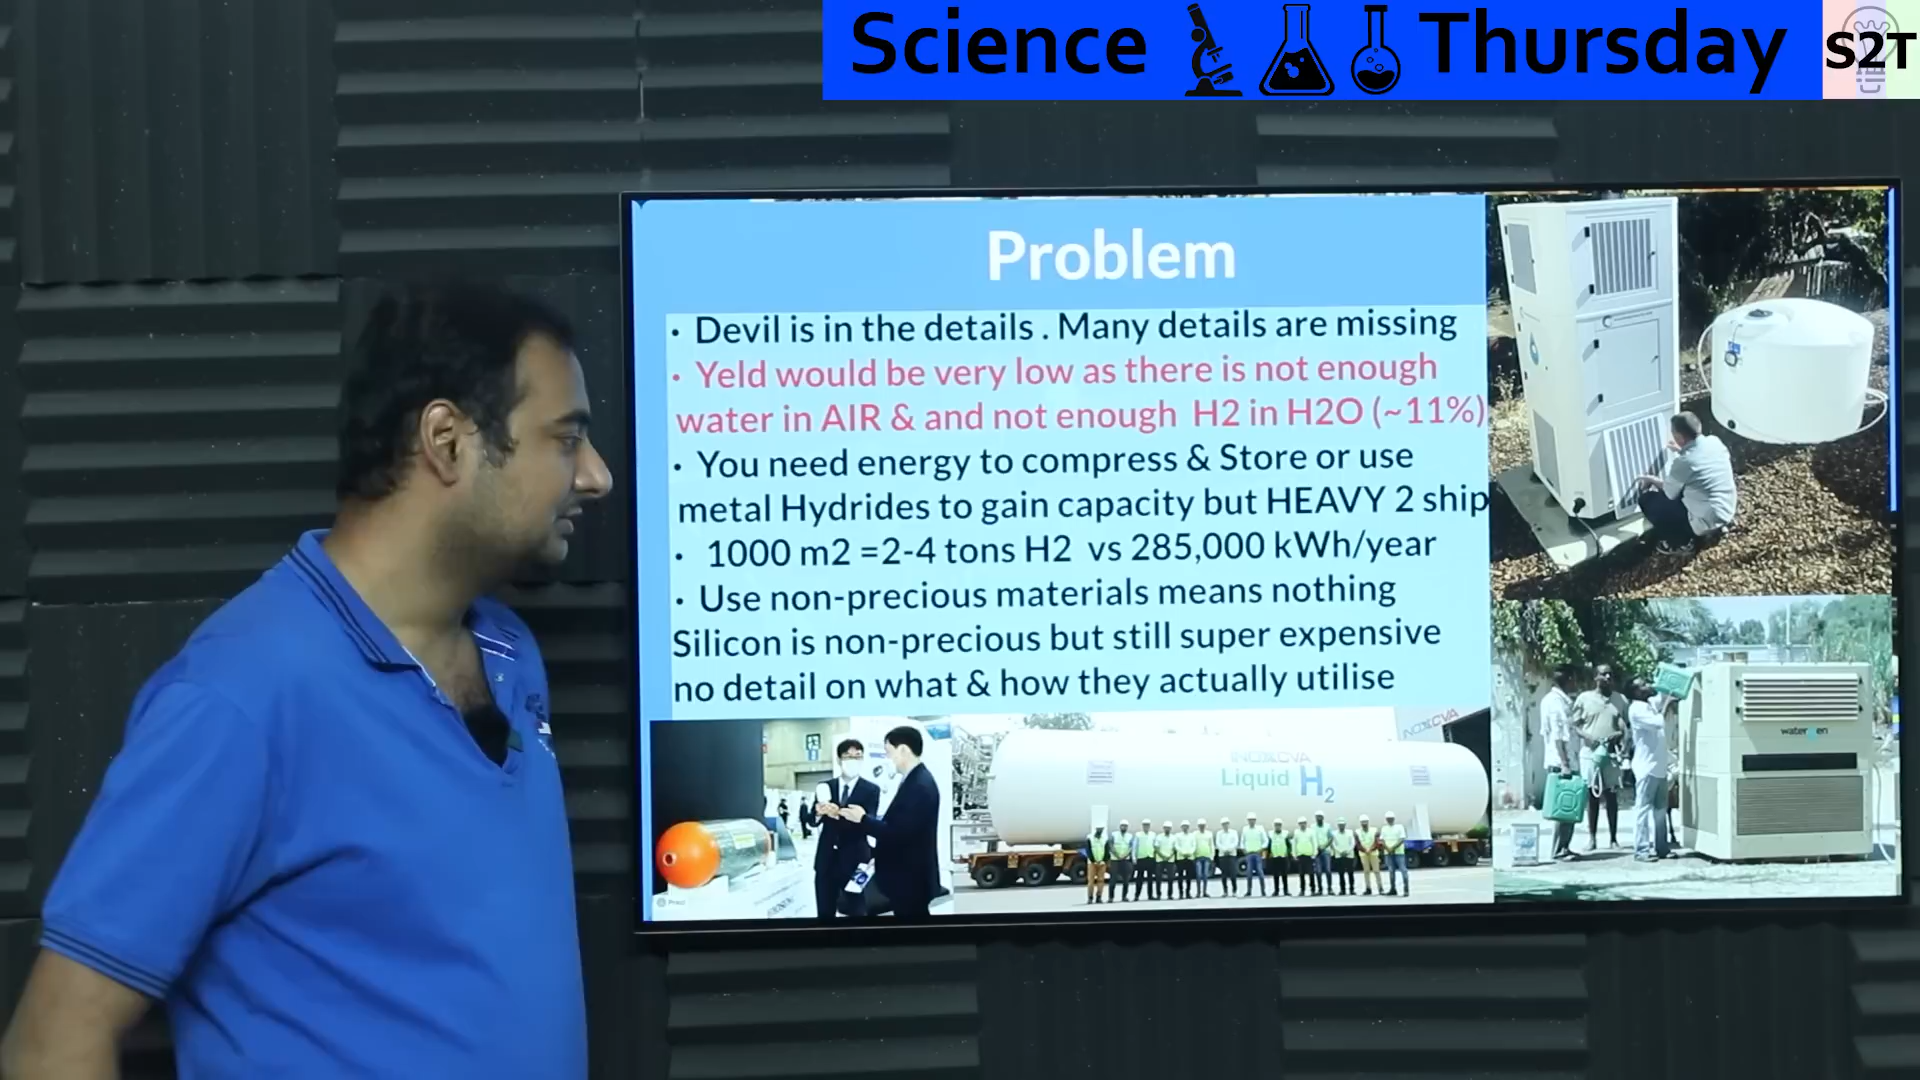 Science Thursday
S2T
Problem
• Devil is in the details . Many details are missing
• Yeld would be very low as there is not enough
water in AIR & and not enough H2 in H2O (~11%)
• You need energy to compress & Store or use
metal Hydrides to gain capacity but HEAVY 2 ship
• 1000 m2 =2-4 tons H2 vs 285,000 kWh/year
• Use non-precious materials means nothing
Silicon is non-precious but still super expensive
no detail on what & how they actually utilise
INOXCVA
INOXCVA
Liquid H2
watergen